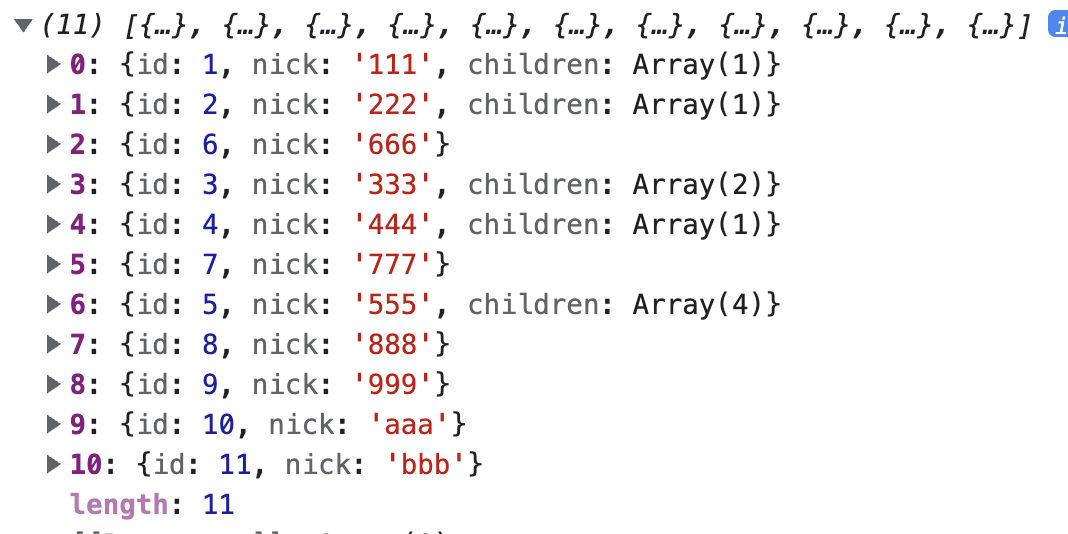 ▼(11) [{…}, {…}, {…}, {…}, {…}, {…}, {…}, {…}, {…}, {…}, {…}] i
▶0: {id: 1, nick: '111', children: Array(1)}
▶1: {id: 2, nick: '222', children: Array(1)}
▶2: {id: 6, nick: '666'}
▶3: {id: 3, nick: '333', children: Array(2)}
▶4: {id: 4, nick: '444', children: Array(1)}
▶5: {id: 7, nick: '777'}
▶6: {id: 5, nick: '555', children: Array(4)}
▶7: {id: 8, nick: '888'}
▶8: {id: 9, nick: '999'}
▶9: {id: 10, nick: 'aaa'}
▶10: {id: 11, nick: 'bbb'}
length: 11